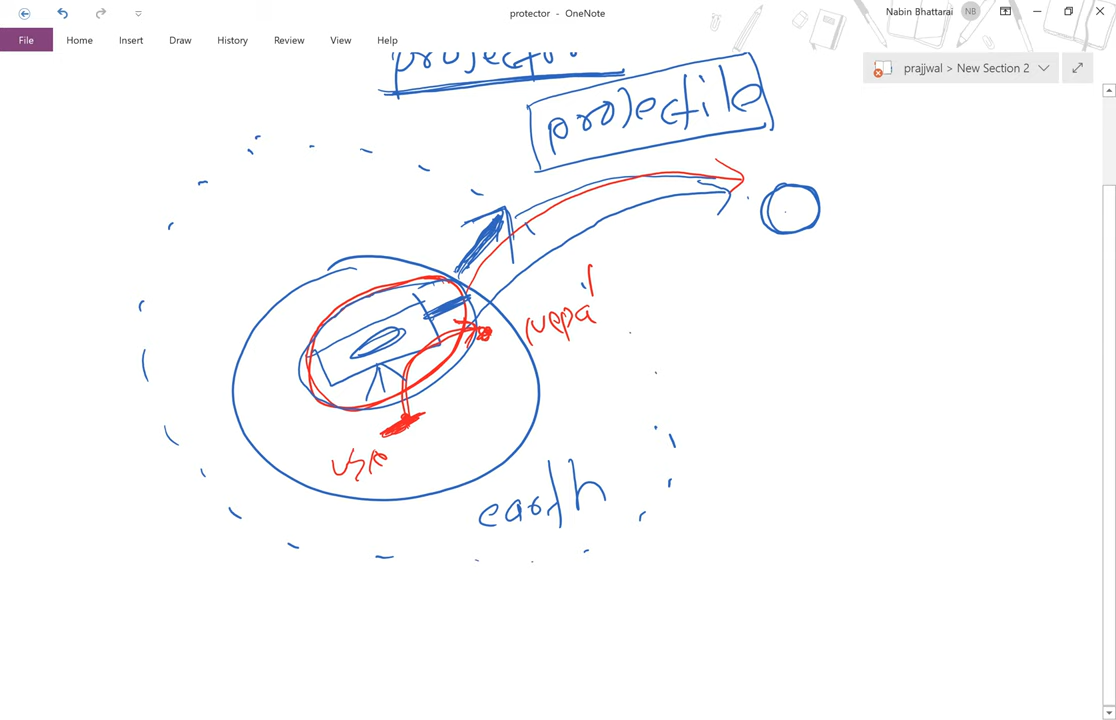 protector - OneNote
Nabin Bhattarai
NB
File Home Insert Draw History Review View Help
prajjwal > New Section 2
projectile
Nepal
USA
earth